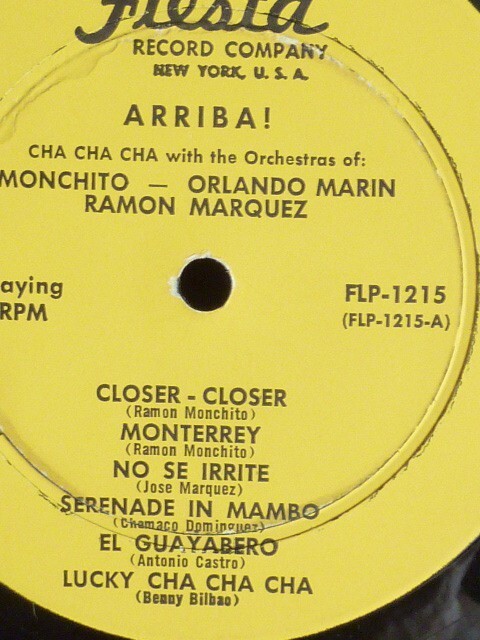 Fiesta
RECORD COMPANY
NEW YORK, U. S. A.
ARRIBA!
CHA CHA CHA with the Orchestras of:
MONCHITO — ORLANDO MARIN
RAMON MARQUEZ
aying
RPM
FLP-1215
(FLP-1215-A)
CLOSER - CLOSER
(Ramon Monchito)
MONTERREY
(Ramon Monchito)
NO SE IRRITE
(Jose Marquez)
SERENADE IN MAMBO
(Chamaco Dominguez)
EL GUAYABERO
(Antonio Castro)
LUCKY CHA CHA CHA
(Benny Bilbao)